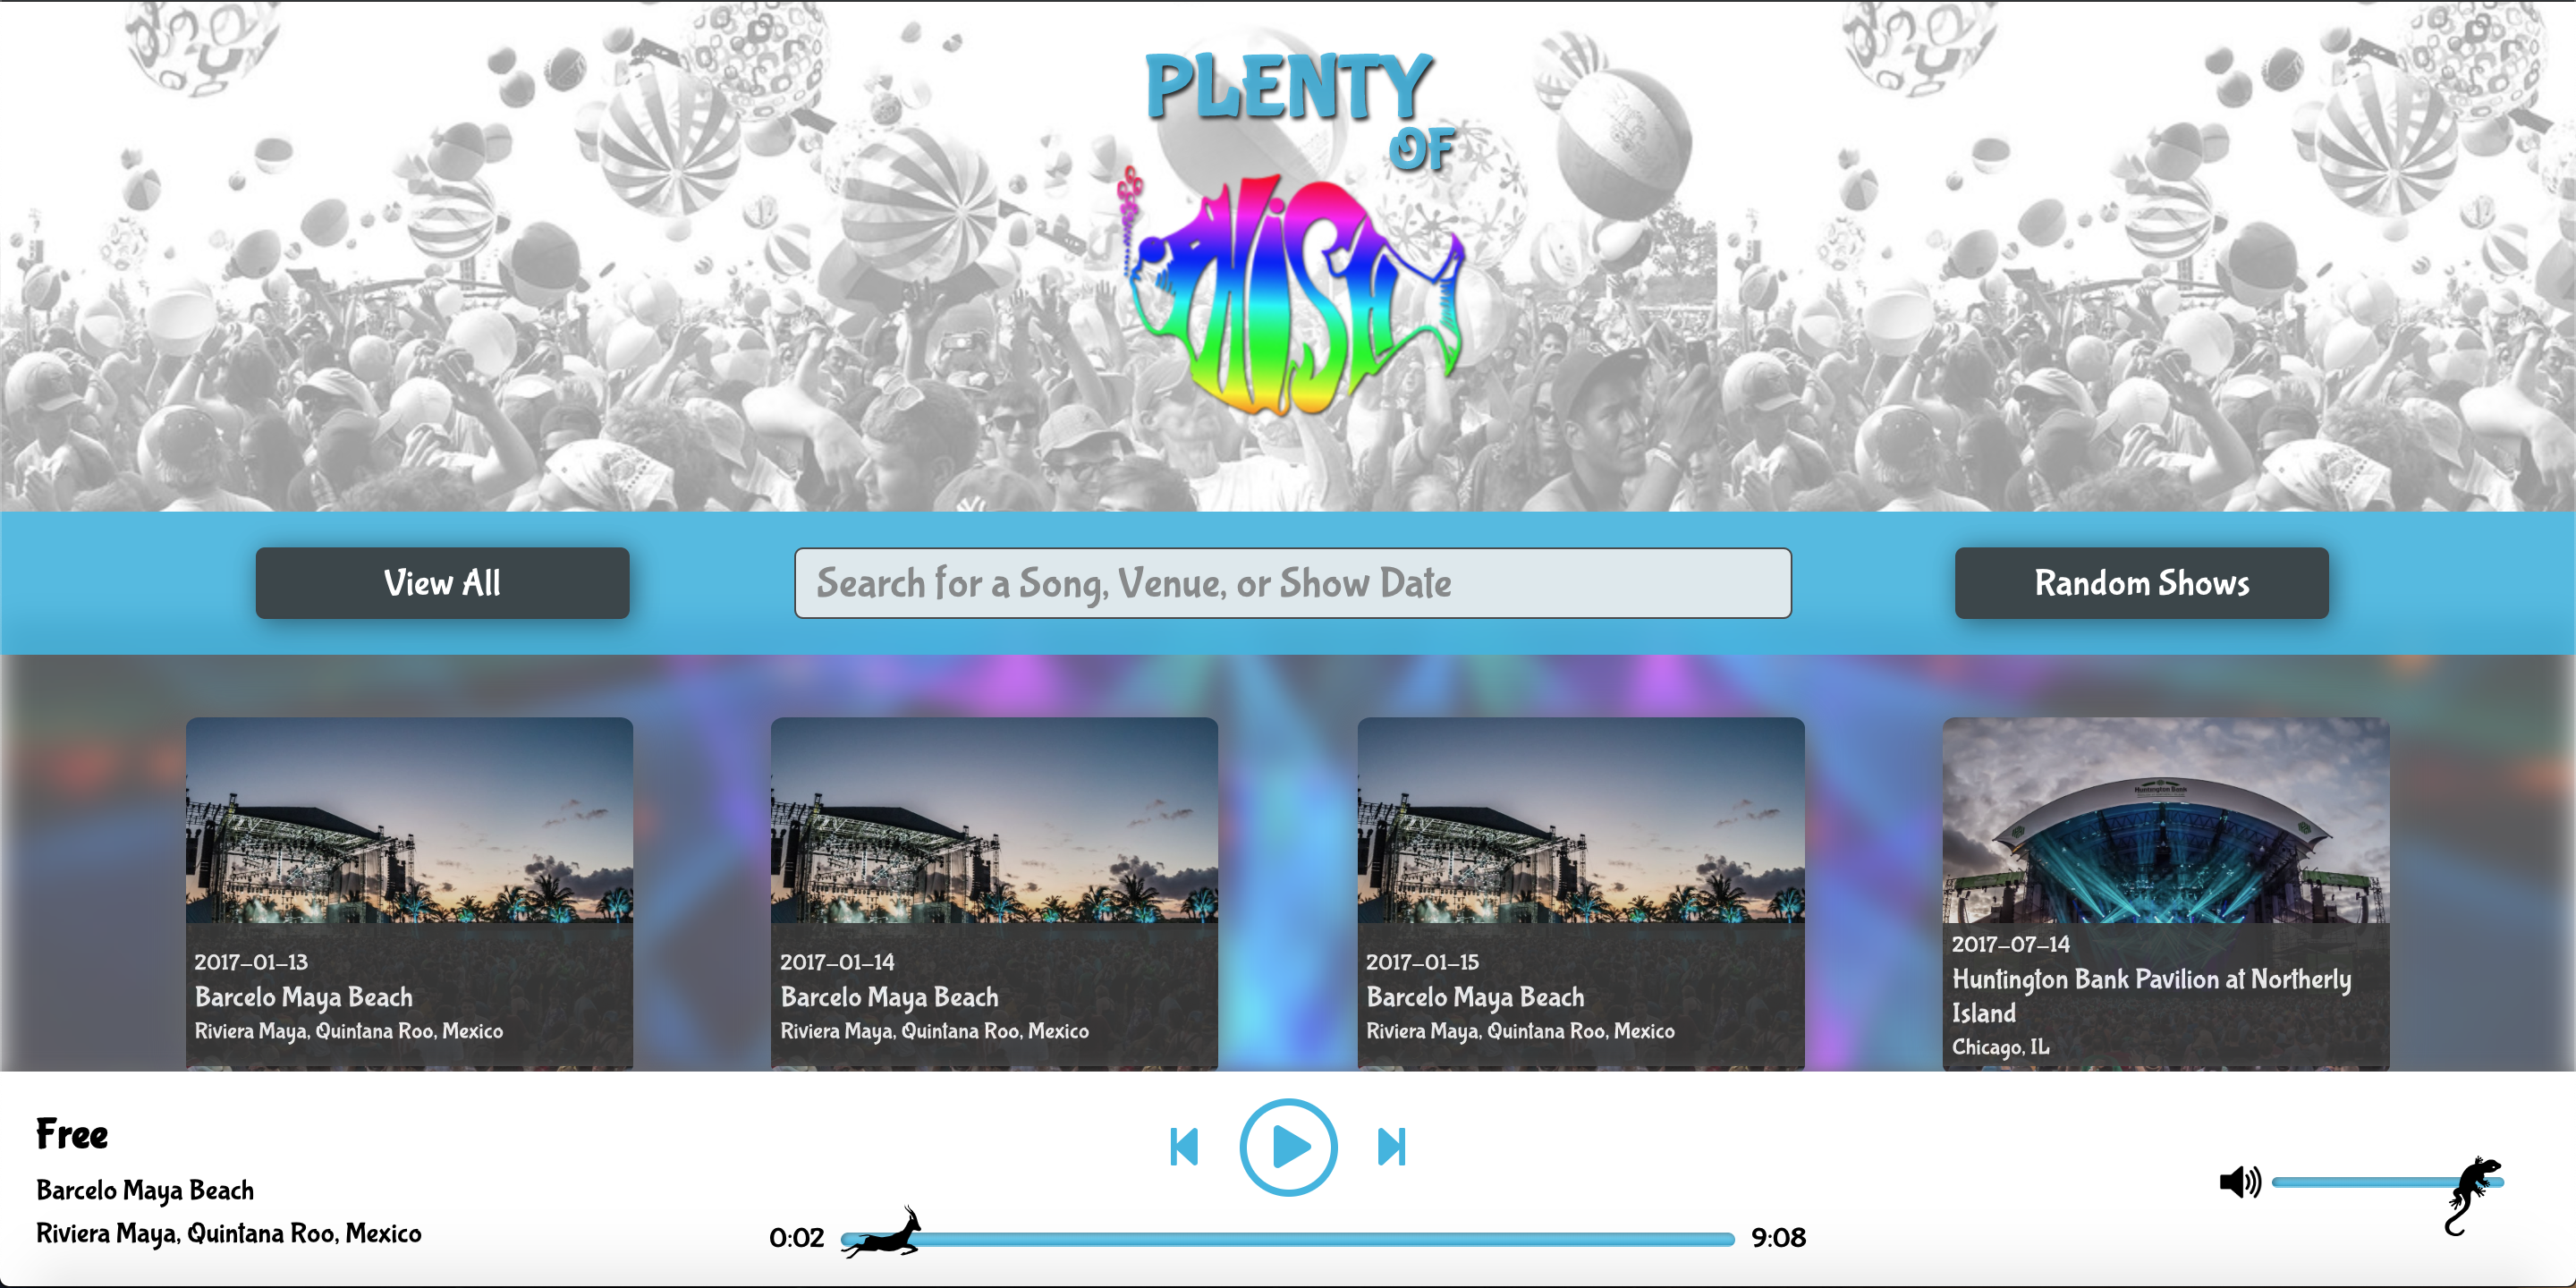 PLENTY
OF
PHiSH
View All
Search for a Song, Venue, or Show Date
Random Shows
Huntington Bank
2017-01-13
Barcelo Maya Beach
Riviera Maya, Quintana Roo, Mexico
2017-01-14
Barcelo Maya Beach
Riviera Maya, Quintana Roo, Mexico
2017-01-15
Barcelo Maya Beach
Riviera Maya, Quintana Roo, Mexico
2017-07-14
Huntington Bank Pavilion at Northerly
Island
Chicago, IL
Free
Barcelo Maya Beach
Riviera Maya, Quintana Roo, Mexico
0:02
9:08